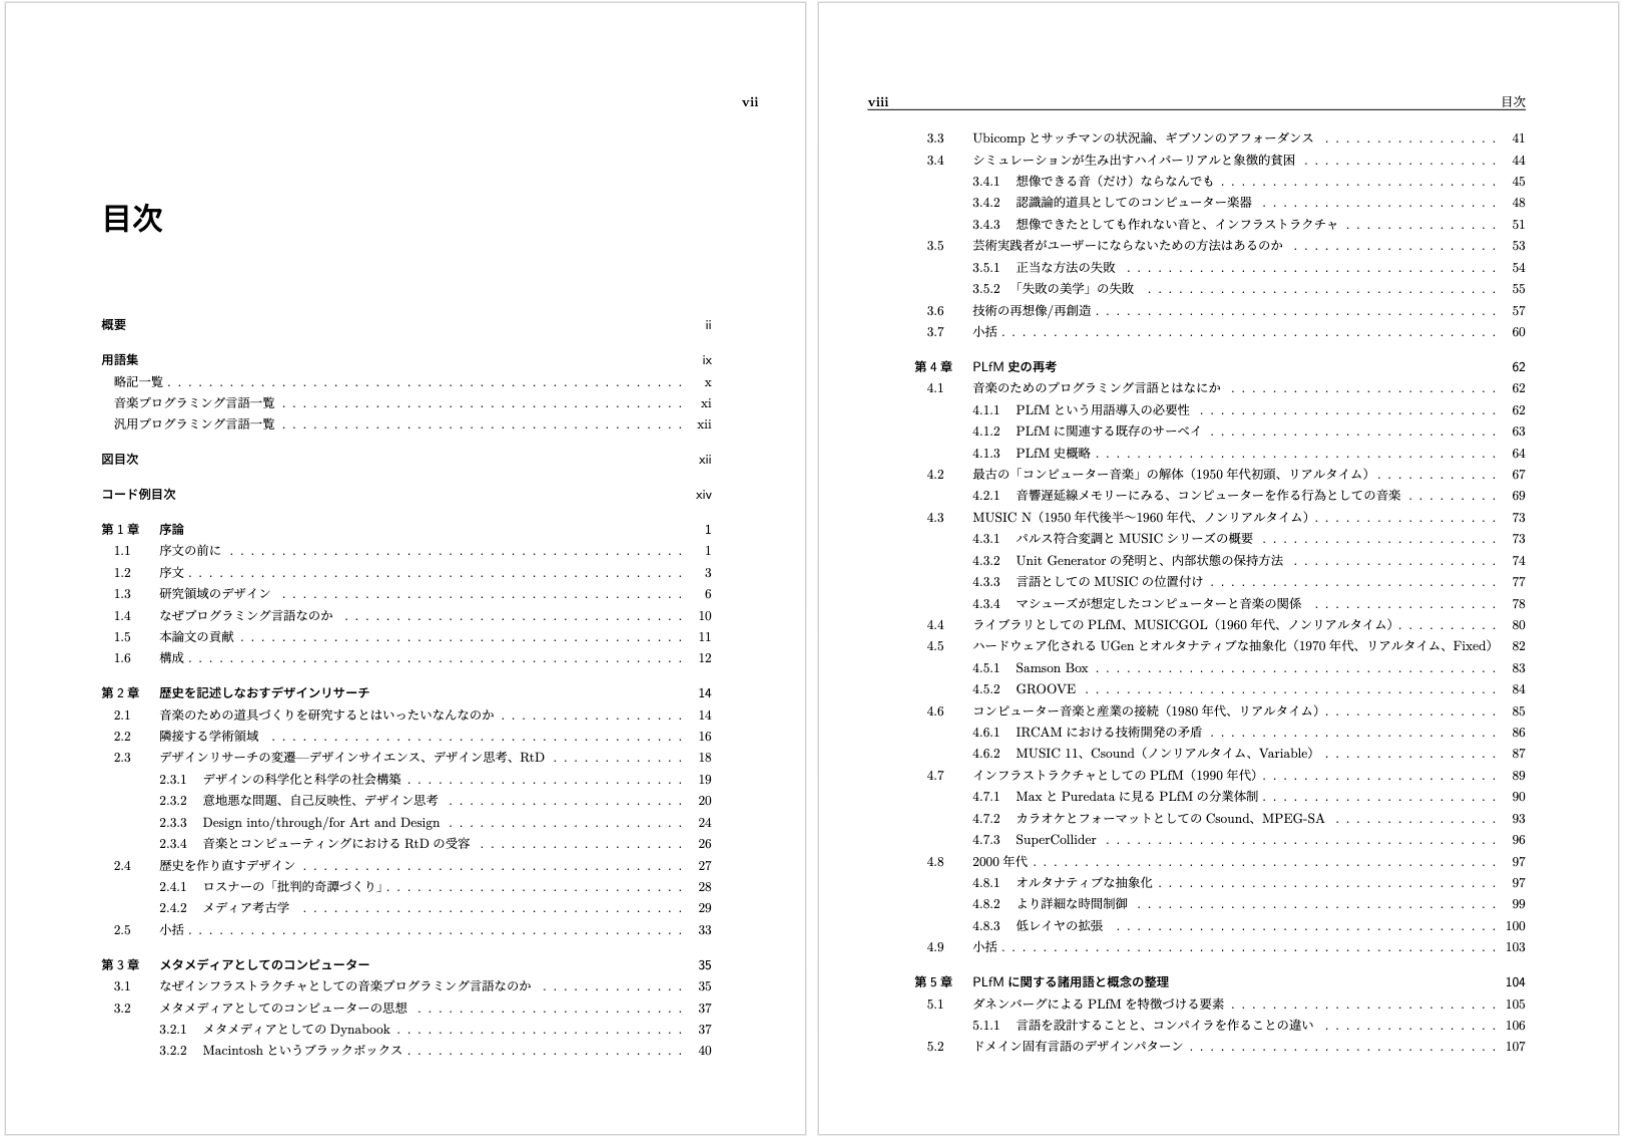 vii
目次
概要 ii
用語集 ix
略記一覧 . . . . . x
音楽プログラミング言語一覧 . . . . . xi
汎用プログラミング言語一覧 . . . . . xii
図目次 xii
コード例目次 xiv
第 1 章 序論 1
1.1 序文の前に . . . . . 1
1.2 序文 . . . . . 3
1.3 研究領域のデザイン . . . . . 6
1.4 なぜプログラミング言語なのか . . . . . 10
1.5 本論文の貢献 . . . . . 11
1.6 構成 . . . . . 12
第 2 章 歴史を記述しなおすデザインリサーチ 14
2.1 音楽のための道具づくりを研究するとはいったいなんなのか . . . . . 14
2.2 隣接する学術領域 . . . . . 16
2.3 デザインリサーチの変遷—デザインサイエンス、デザイン思考、RtD . . . . . 18
2.3.1 デザインの科学化と科学の社会構築 . . . . . 19
2.3.2 意地悪な問題、自己反映性、デザイン思考 . . . . . 20
2.3.3 Design into/through/for Art and Design . . . . . 24
2.3.4 音楽とコンピューティングにおける RtD の受容 . . . . . 26
2.4 歴史を作り直すデザイン . . . . . 27
2.4.1 ロスナーの「批判的奇譚づくり」 . . . . . 28
2.4.2 メディア考古学 . . . . . 29
2.5 小括 . . . . . 33
第 3 章 メタメディアとしてのコンピューター 35
3.1 なぜインフラストラクチャとしての音楽プログラミング言語なのか . . . . . 35
3.2 メタメディアとしてのコンピューターの思想 . . . . . 37
3.2.1 メタメディアとしての Dynabook . . . . . 37
3.2.2 Macintosh というブラックボックス . . . . . 40
viii 目次
3.3 Ubicomp とサッチマンの状況論、ギブソンのアフォーダンス . . . . . 41
3.4 シミュレーションが生み出すハイパーリアルと象徴的貧困 . . . . . 44
3.4.1 想像できる音（だけ）ならなんでも . . . . . 45
3.4.2 認識論的道具としてのコンピューター楽器 . . . . . 48
3.4.3 想像できたとしても作れない音と、インフラストラクチャ . . . . . 51
3.5 芸術実践者がユーザーにならないための方法はあるのか . . . . . 53
3.5.1 正当な方法の失敗 . . . . . 54
3.5.2 「失敗の美学」の失敗 . . . . . 55
3.6 技術の再想像/再創造 . . . . . 57
3.7 小括 . . . . . 60
第 4 章 PLfM 史の再考 62
4.1 音楽のためのプログラミング言語とはなにか . . . . . 62
4.1.1 PLfM という用語導入の必要性 . . . . . 62
4.1.2 PLfM に関連する既存のサーベイ . . . . . 63
4.1.3 PLfM 史概略 . . . . . 64
4.2 最古の「コンピューター音楽」の解体（1950 年代初頭、リアルタイム） . . . . . 67
4.2.1 音響遅延線メモリーにみる、コンピューターを作る行為としての音楽 . . . . . 69
4.3 MUSIC N（1950 年代後半〜1960 年代、ノンリアルタイム） . . . . . 73
4.3.1 パルス符合変調と MUSIC シリーズの概要 . . . . . 73
4.3.2 Unit Generator の発明と、内部状態の保持方法 . . . . . 74
4.3.3 言語としての MUSIC の位置付け . . . . . 77
4.3.4 マシューズが想定したコンピューターと音楽の関係 . . . . . 78
4.4 ライブラリとしての PLfM、MUSICGOL（1960 年代、ノンリアルタイム） . . . . . 80
4.5 ハードウェア化される UGen とオルタナティブな抽象化（1970 年代、リアルタイム、Fixed） 82
4.5.1 Samson Box . . . . . 83
4.5.2 GROOVE . . . . . 84
4.6 コンピューター音楽と産業の接続（1980 年代、リアルタイム） . . . . . 85
4.6.1 IRCAM における技術開発の矛盾 . . . . . 86
4.6.2 MUSIC 11、Csound（ノンリアルタイム、Variable） . . . . . 87
4.7 インフラストラクチャとしての PLfM（1990 年代） . . . . . 89
4.7.1 Max と Puredata に見る PLfM の分業体制 . . . . . 90
4.7.2 カラオケとフォーマットとしての Csound、MPEG-SA . . . . . 93
4.7.3 SuperCollider . . . . . 96
4.8 2000 年代 . . . . . 97
4.8.1 オルタナティブな抽象化 . . . . . 97
4.8.2 より詳細な時間制御 . . . . . 99
4.8.3 低レイヤの拡張 . . . . . 100
4.9 小括 . . . . . 103
第 5 章 PLfM に関する諸用語と概念の整理 104
5.1 ダネンバーグによる PLfM を特徴づける要素 . . . . . 105
5.1.1 言語を設計することと、コンパイラを作ることの違い . . . . . 106
5.2 ドメイン固有言語のデザインパターン . . . . . 107